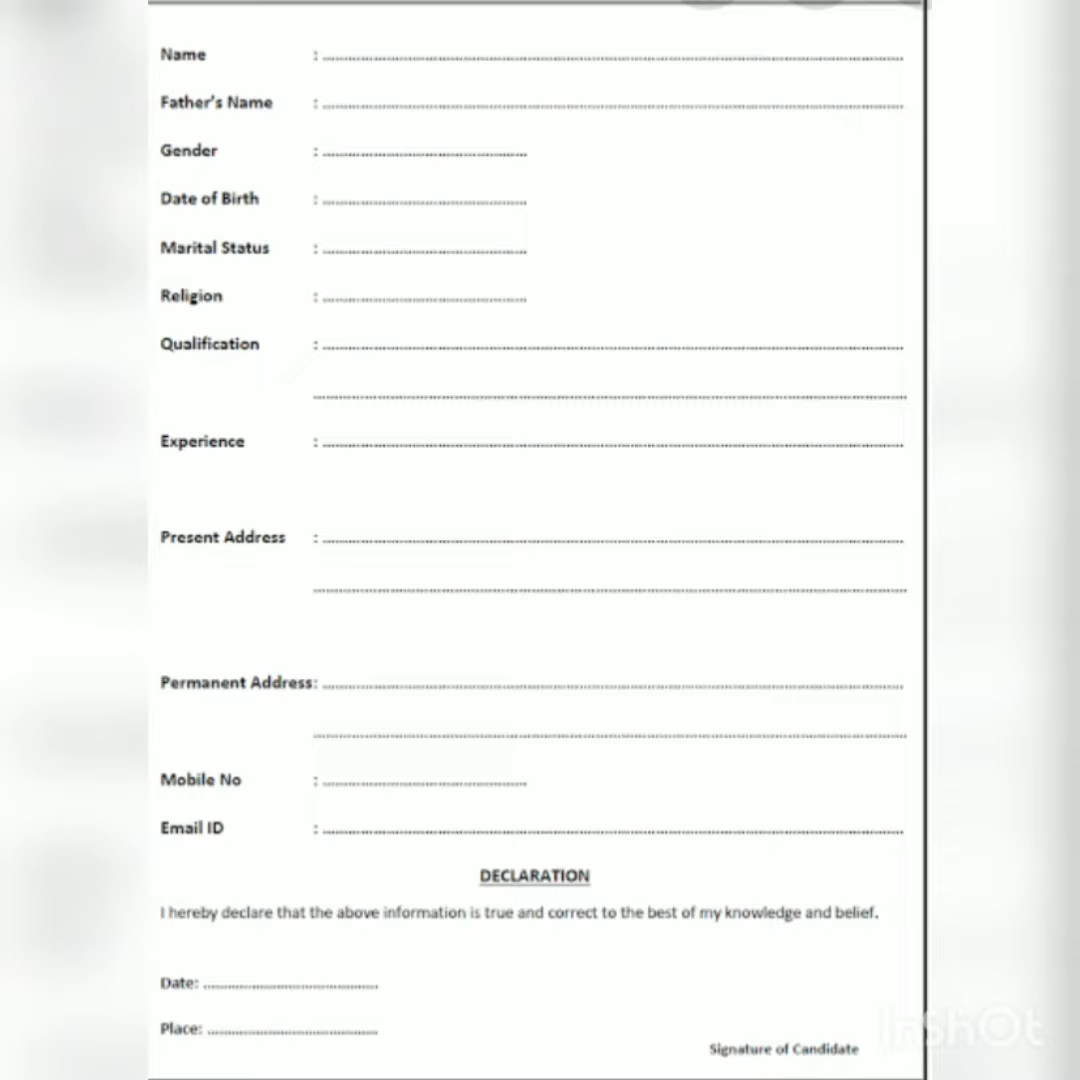 Name : ........................................
Father's Name : ........................................
Gender : ....................
Date of Birth : ....................
Marital Status : ....................
Religion : ....................
Qualification : ........................................
........................................
Experience : ........................................
Present Address : ........................................
........................................
Permanent Address: ........................................
........................................
Mobile No : ....................
Email ID : ........................................
DECLARATION
I hereby declare that the above information is true and correct to the best of my knowledge and belief.
Date: ....................
Place: ....................
Signature of Candidate
InShOt